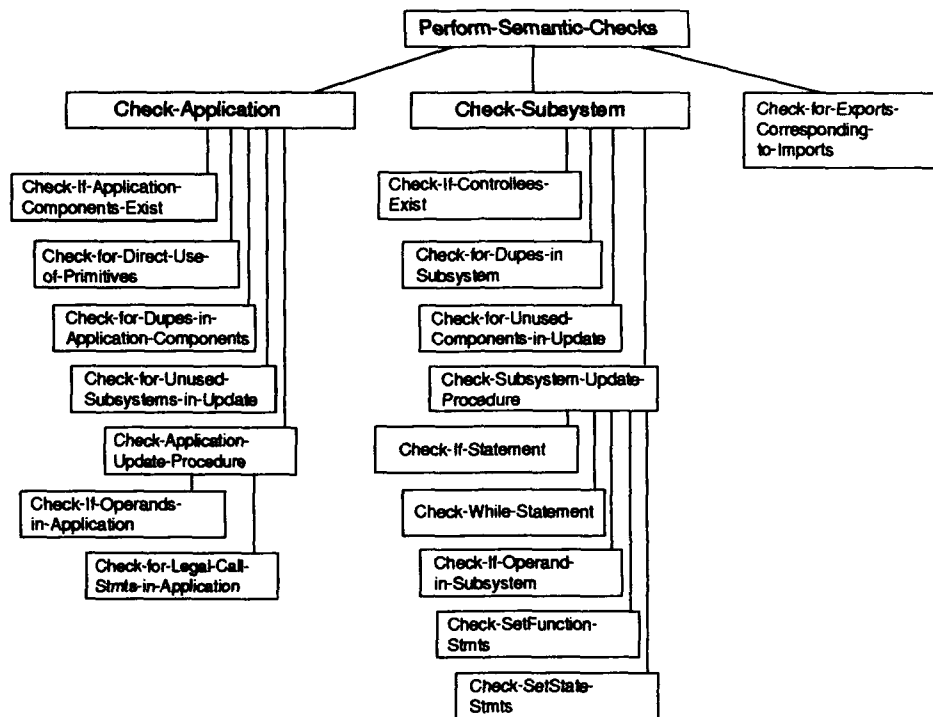 Perform-Semantic-Checks
Check-Application
Check-If-Application-
Components-Exist
Check-for-Direct-Use-
of-Primitives
Check-for-Dupes-in-
Application-Components
Check-for-Unused-
Subsystems-in-Update
Check-Application-
Update-Procedure
Check-If-Operands-
in-Application
Check-for-Legal-Call-
Stmts-in-Application
Check-Subsystem
Check-If-Controllees-
Exist
Check-for-Dupes-in
Subsystem
Check-for-Unused-
Components-in-Update
Check-Subsystem-Update-
Procedure
Check-If-Statement
Check-While-Statement
Check-If-Operand
in-Subsystem
Check-SetFunction-
Stmts
Check-SetState-
Stmts
Check-for-Exports-
Corresponding-
to-Imports